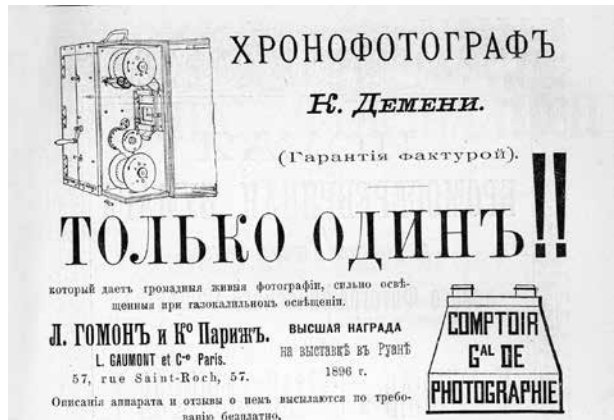 ХРОНОФОТОГРАФЪ
К. ДЕМЕНИ.
(Гарантія фактурой).
ТОЛЬКО ОДИНЪ!!
который даетъ громадныя живыя фотографіи, сильно освѣ-
щенныя при газокалильномъ освѣщеніи.
Л. ГОМОНЪ и Кº Парижъ.
L. GAUMONT et C-e Paris.
57, rue Saint-Roch, 57.
ВЫСШАЯ НАГРАДА
на выставкѣ въ Руанѣ
1896 г.
Описанія аппарата и отзывы о немъ высылаются по требо-
ванію безплатно.
COMPTOIR
GAL DE
PHOTOGRAPHIE